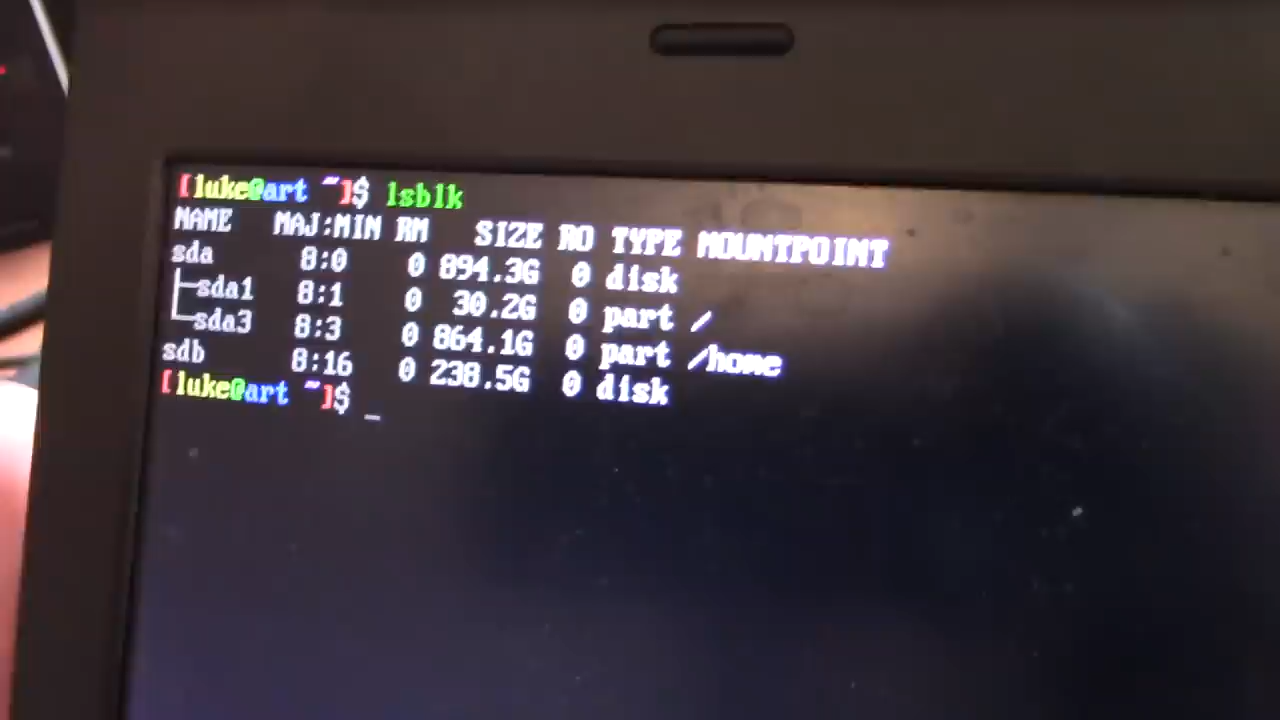 [luke@art ~]$ lsblk
NAME MAJ:MIN RM SIZE RO TYPE MOUNTPOINT
sda 8:0 0 894.3G 0 disk
├─sda1 8:1 0 30.2G 0 part /
└─sda3 8:3 0 864.1G 0 part /home
sdb 8:16 0 238.5G 0 disk
[luke@art ~]$ _